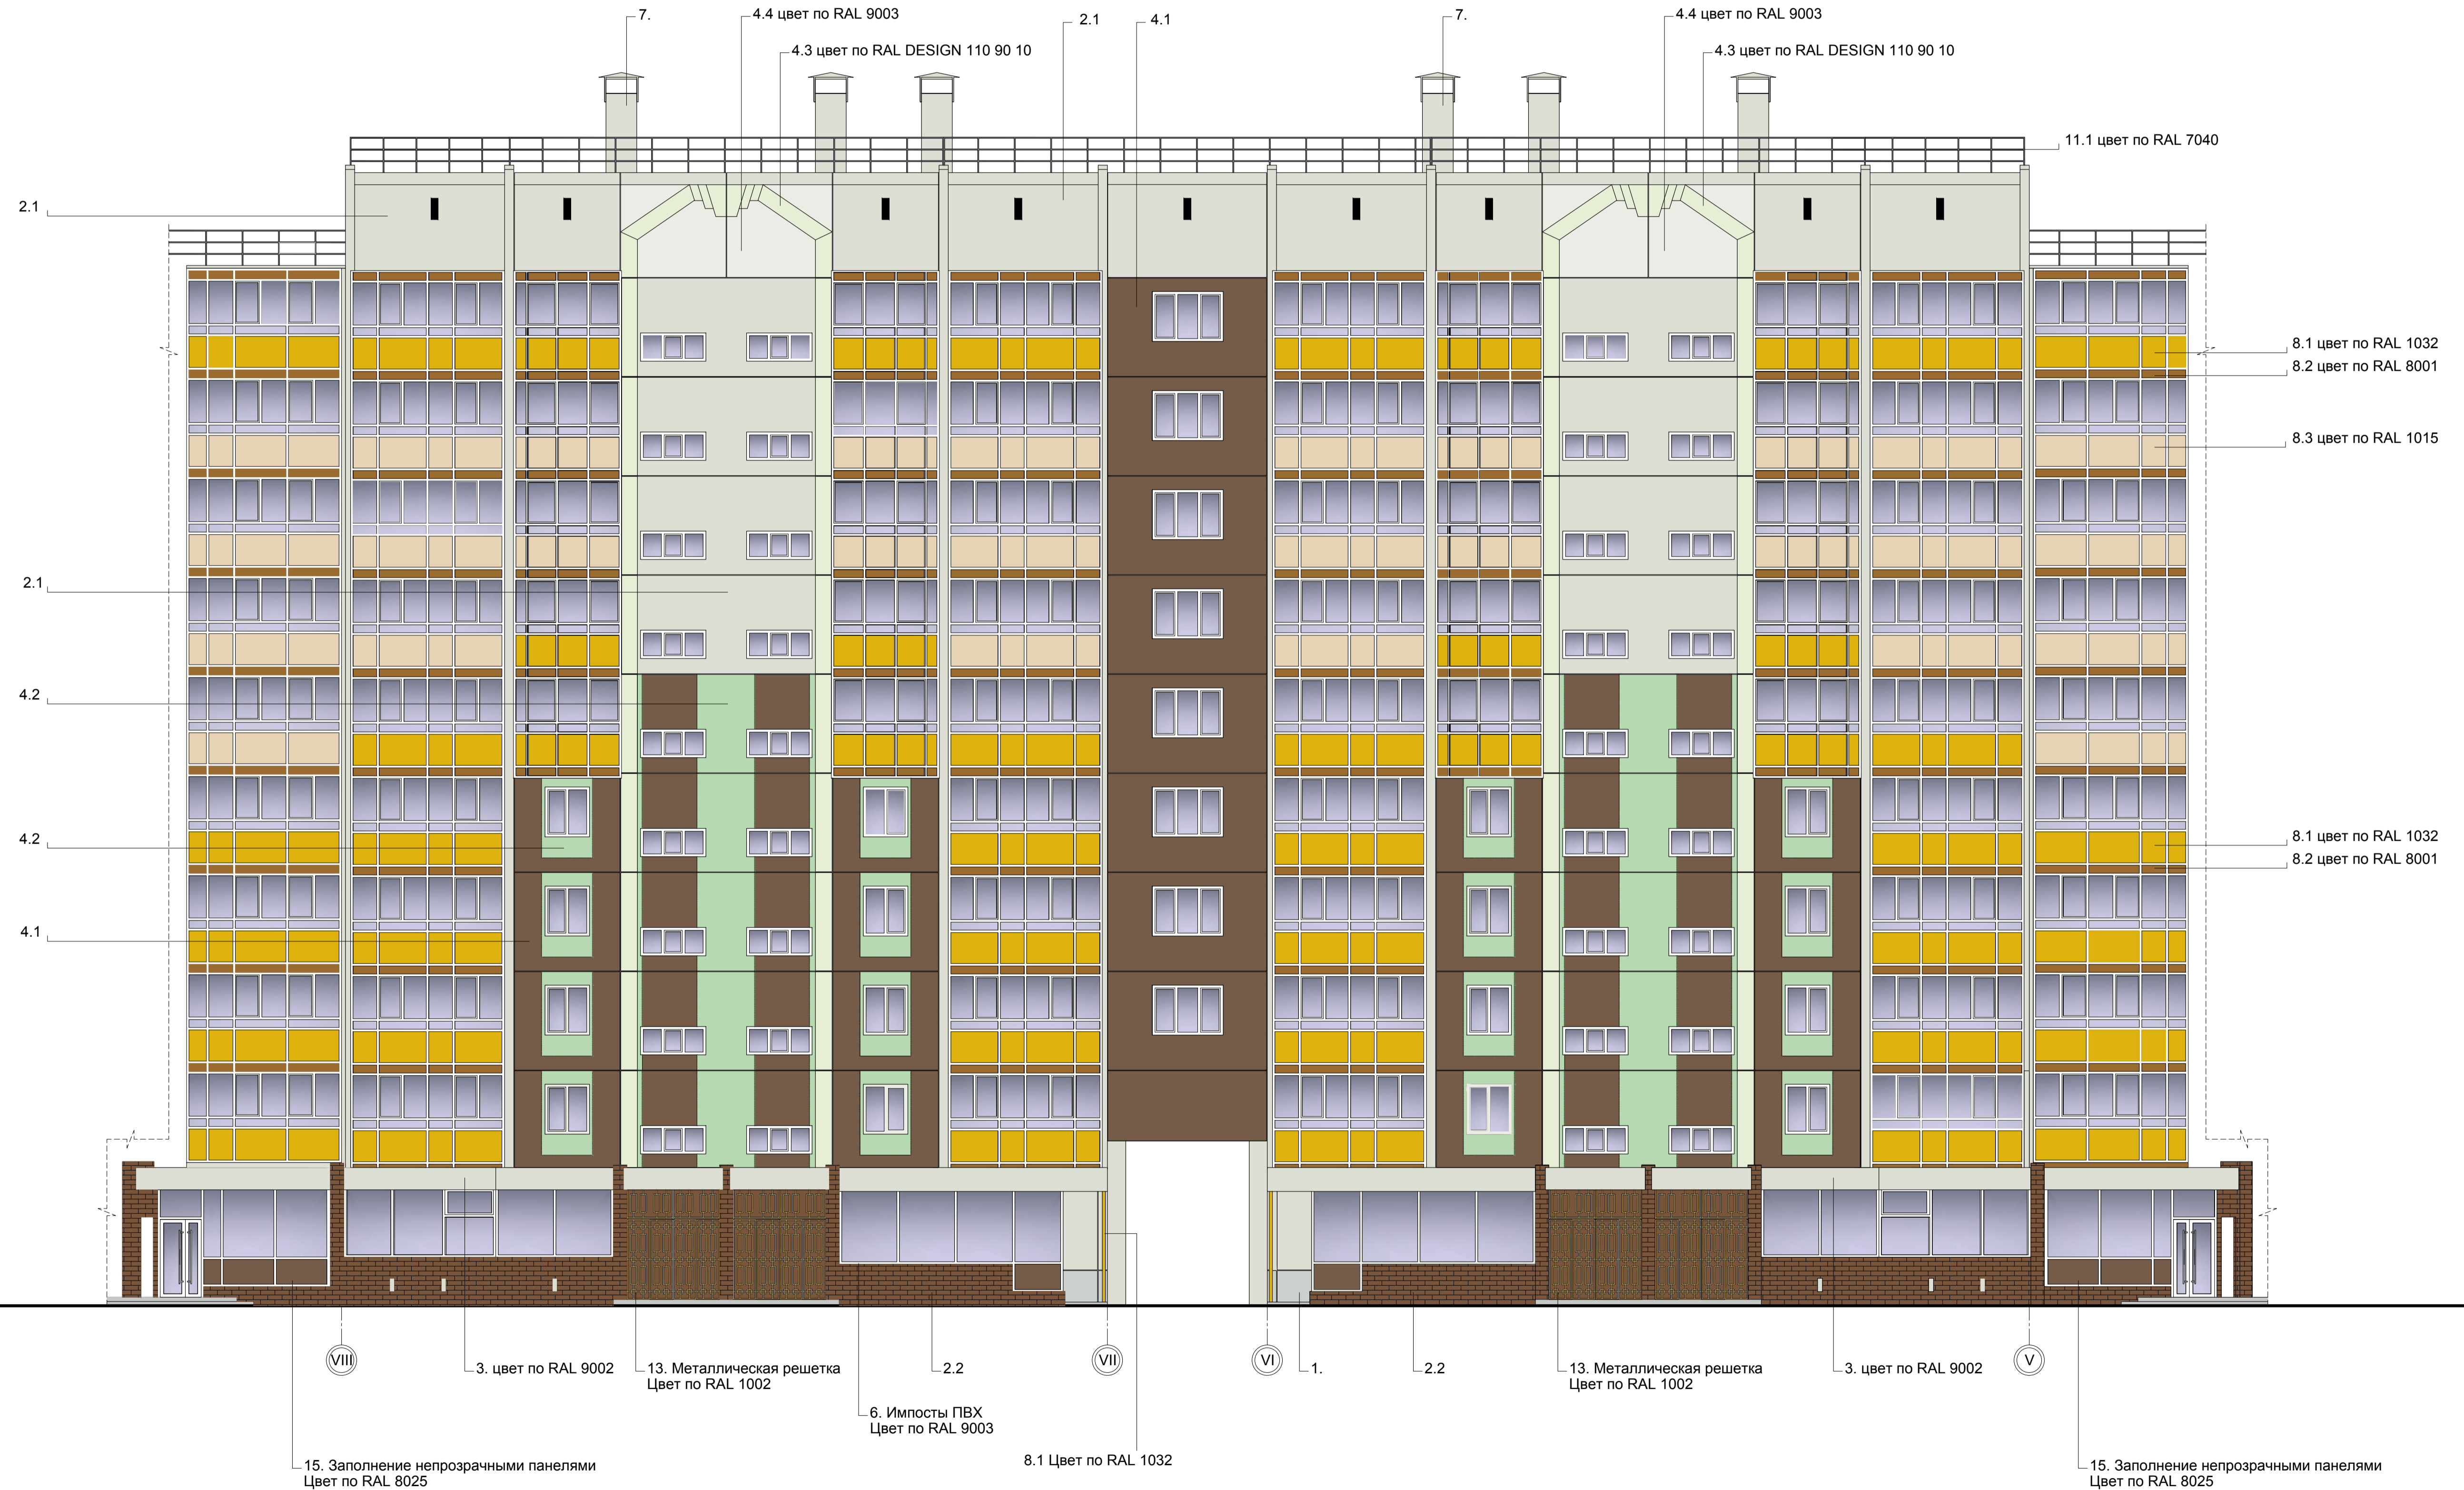 7.
4.4 цвет по RAL 9003
2.1
4.1
7.
4.4 цвет по RAL 9003
4.3 цвет по RAL DESIGN 110 90 10
4.3 цвет по RAL DESIGN 110 90 10
11.1 цвет по RAL 7040
2.1
8.1 цвет по RAL 1032
8.2 цвет по RAL 8001
8.3 цвет по RAL 1015
2.1
4.2
4.2
8.1 цвет по RAL 1032
8.2 цвет по RAL 8001
4.1
VIII
VII
VI
V
3. цвет по RAL 9002
13. Металлическая решетка
Цвет по RAL 1002
2.2
1.
2.2
13. Металлическая решетка
Цвет по RAL 1002
3. цвет по RAL 9002
6. Импосты ПВХ
Цвет по RAL 9003
8.1 Цвет по RAL 1032
15. Заполнение непрозрачными панелями
Цвет по RAL 8025
15. Заполнение непрозрачными панелями
Цвет по RAL 8025